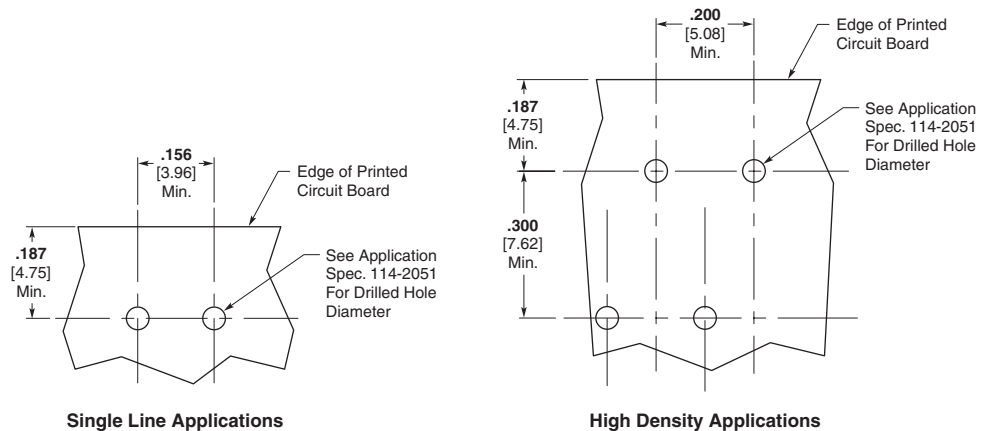 .156
[3.96]
Min.
Edge of Printed
Circuit Board
.187
[4.75]
Min.
See Application
Spec. 114-2051
For Drilled Hole
Diameter
Single Line Applications
.200
[5.08]
Min.
Edge of Printed
Circuit Board
.187
[4.75]
Min.
See Application
Spec. 114-2051
For Drilled Hole
Diameter
.300
[7.62]
Min.
High Density Applications